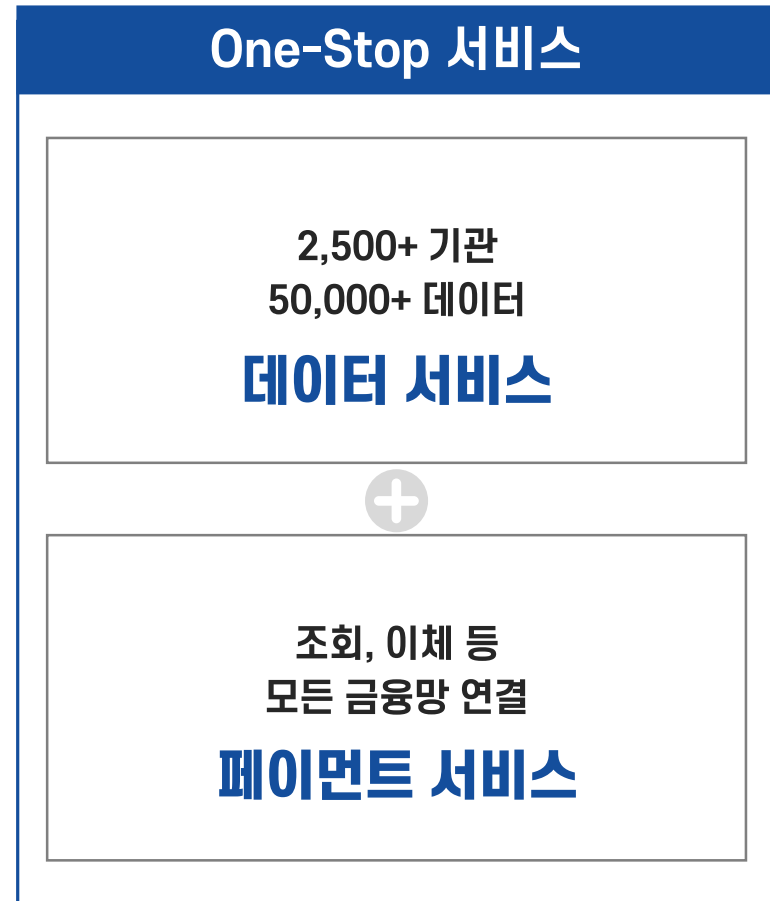 One-Stop 서비스
2,500+ 기관
50,000+ 데이터
데이터 서비스
조회, 이체 등
모든 금융망 연결
페이먼트 서비스